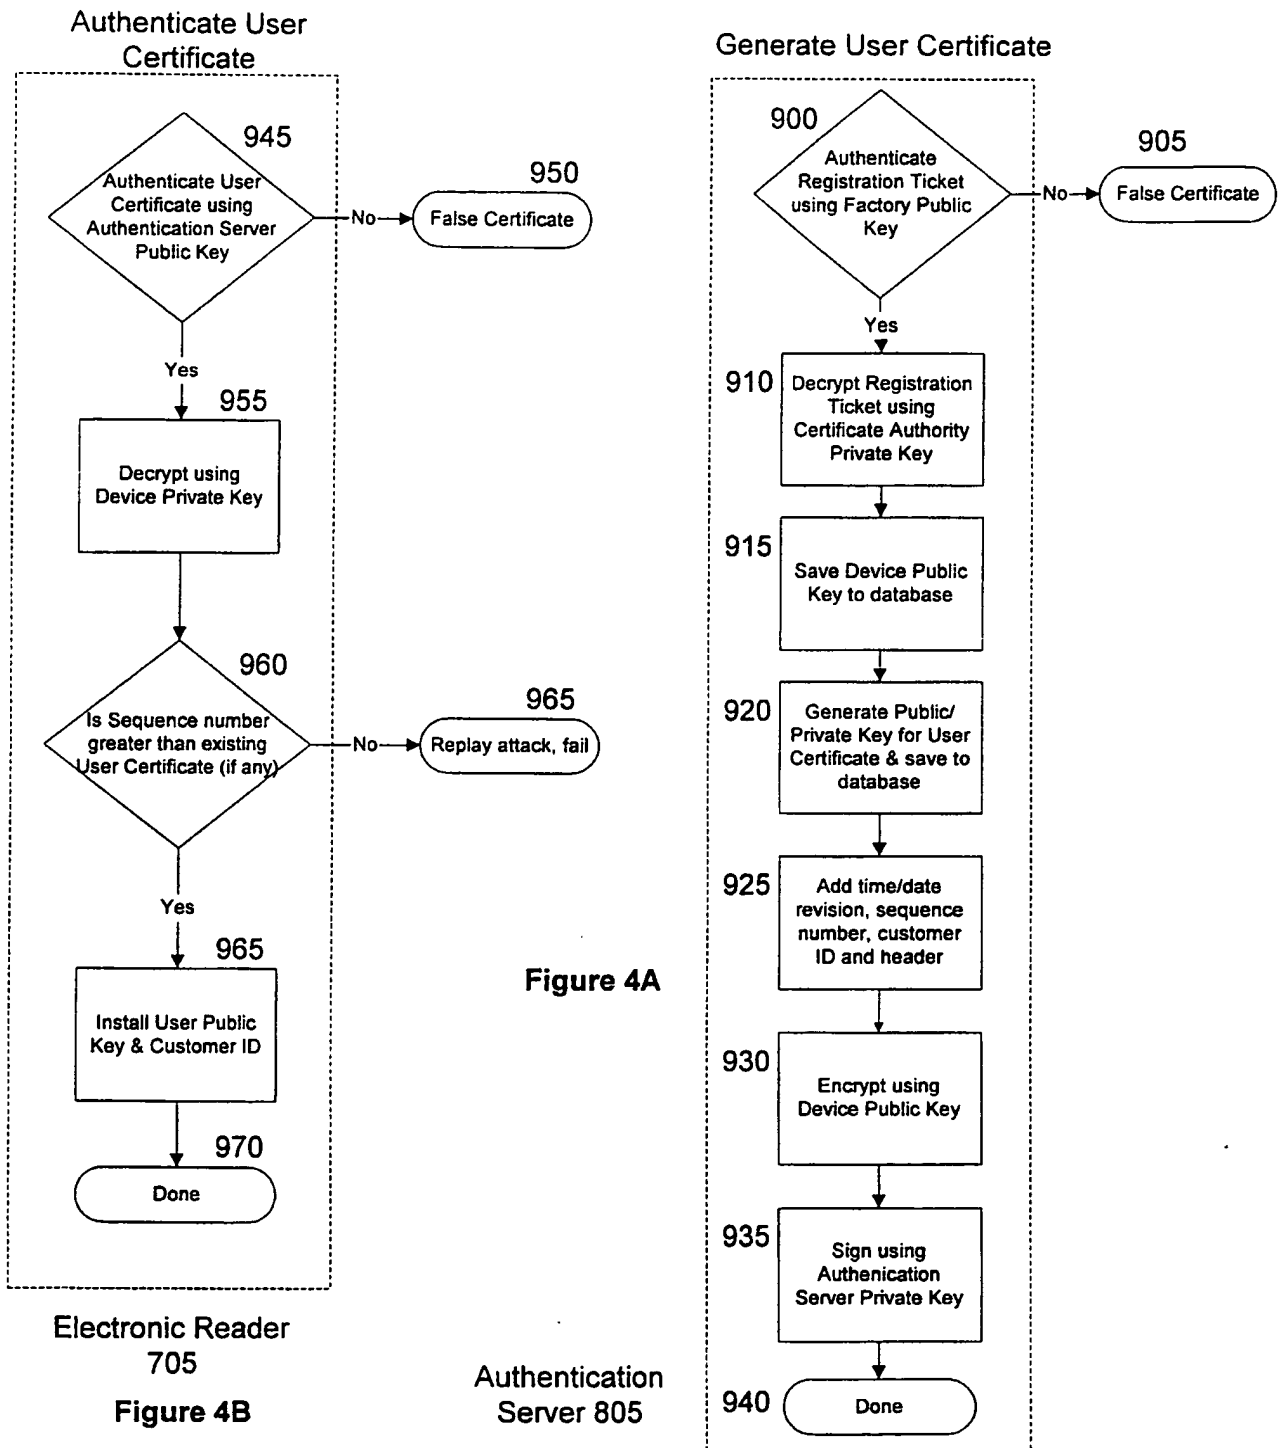 Authenticate User
Certificate
945
Authenticate User
Certificate using
Authentication Server
Public Key
No
950
False Certificate
Yes
955
Decrypt using
Device Private Key
960
Is Sequence number
greater than existing
User Certificate (if any)
No
965
Replay attack, fail
Yes
965
Install User Public
Key & Customer ID
970
Done
Electronic Reader
705
Figure 4B
Generate User Certificate
900
Authenticate
Registration Ticket
using Factory Public
Key
No
905
False Certificate
Yes
910
Decrypt Registration
Ticket using
Certificate Authority
Private Key
915
Save Device Public
Key to database
920
Generate Public/
Private Key for User
Certificate & save to
database
925
Add time/date
revision, sequence
number, customer
ID and header
Figure 4A
930
Encrypt using
Device Public Key
935
Sign using
Authenication
Server Private Key
940
Done
Authentication
Server 805